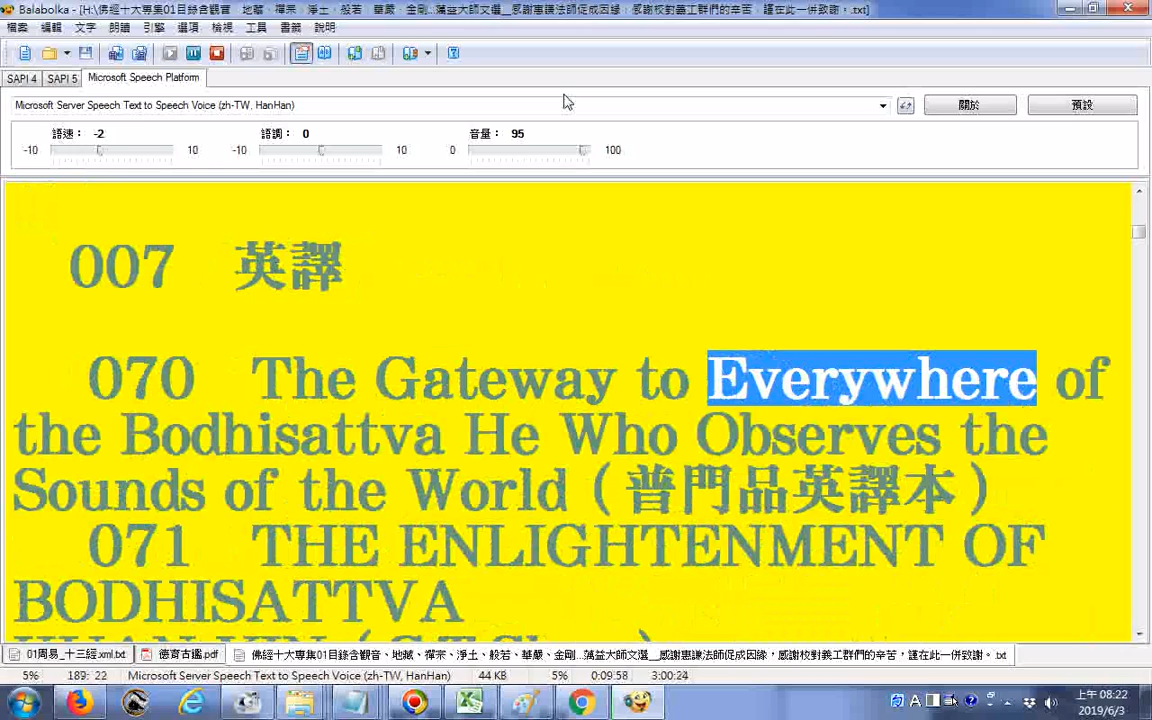 Balabolka - [H:\佛經十大專集01目錄含觀音、地藏、禪宗、淨土、般若、華嚴、金剛...蕅益大師文選__感謝惠謙法師促成因緣，感謝校對義工群們的辛苦，謹在此一併致謝。.txt]
檔案 編輯 文字 朗讀 引擎 選項 檢視 工具 書籤 說明
SAPI 4 SAPI 5 Microsoft Speech Platform
Microsoft Server Speech Text to Speech Voice (zh-TW, HanHan) 關於 預設
語速： -2 語調： 0 音量： 95
-10 10 -10 10 0 100
007 英譯
070 The Gateway to Everywhere of
the Bodhisattva He Who Observes the
Sounds of the World（普門品英譯本）
071 THE ENLIGHTENMENT OF
BODHISATTVA
01周易_十三經.xml.txt 德育古鑑.pdf 佛經十大專集01目錄含觀音、地藏、禪宗、淨土、般若、華嚴、金剛...蕅益大師文選__感謝惠謙法師促成因緣，感謝校對義工群們的辛苦，謹在此一併致謝。.txt
5% 189: 22 Microsoft Server Speech Text to Speech Voice (zh-TW, HanHan) 44 KB 5% 0:09:58 3:00:24
上午 08:22
2019/6/3